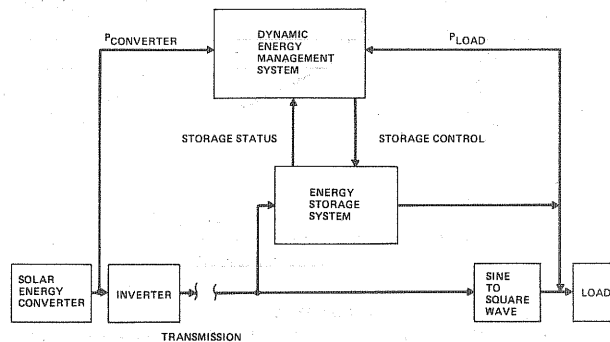 PCONVERTER
DYNAMIC
ENERGY
MANAGEMENT
SYSTEM
PLOAD
STORAGE STATUS
STORAGE CONTROL
ENERGY
STORAGE
SYSTEM
SOLAR
ENERGY
CONVERTER
INVERTER
TRANSMISSION
SINE
TO
SQUARE
WAVE
LOAD